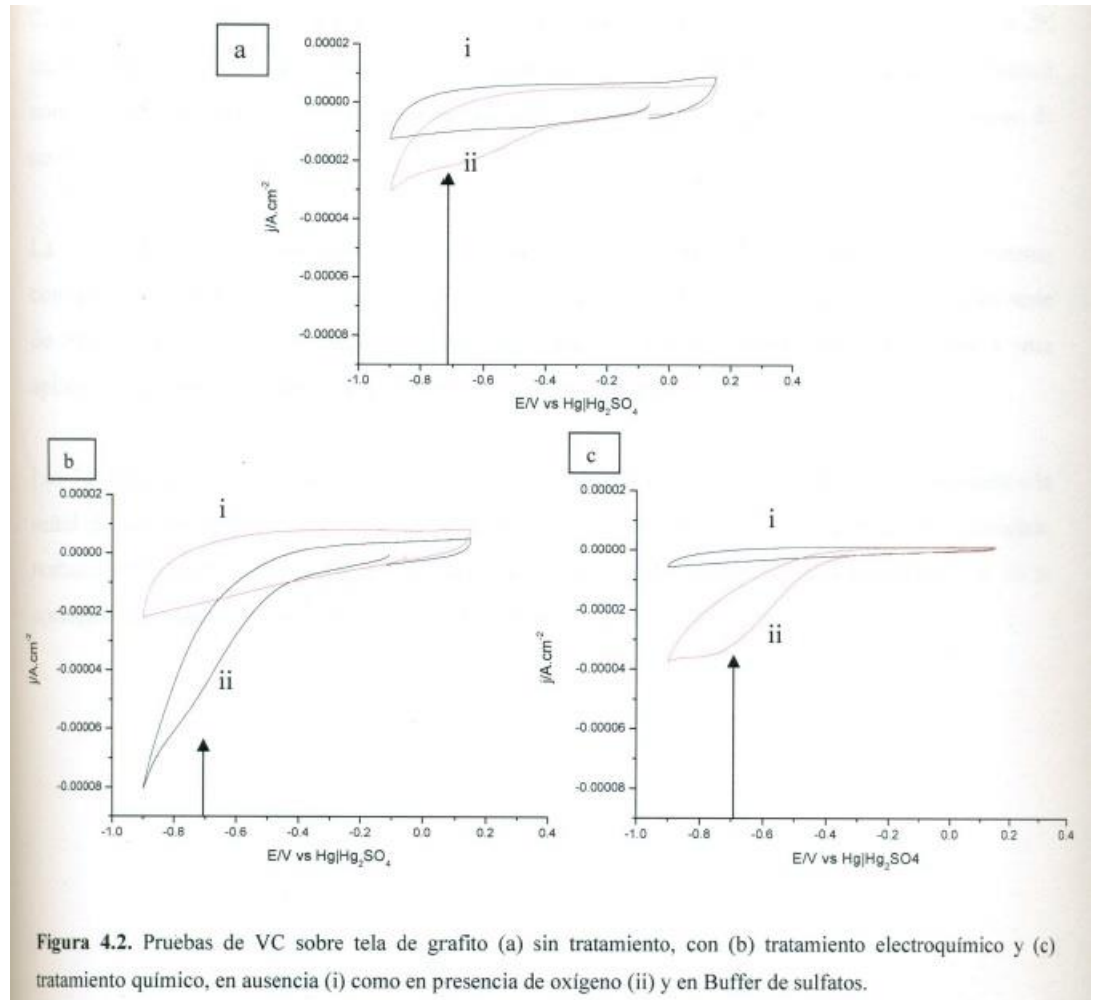 a
i
0.00002
0.00000
-0.00002
ii
-0.00004
-0.00006
-0.00008
j/A.cm⁻²
-1.0 -0.8 -0.6 -0.4 -0.2 0.0 0.2 0.4
E/V vs Hg|Hg₂SO₄
b
i
0.00002
0.00000
-0.00002
-0.00004
ii
-0.00006
-0.00008
j/A.cm⁻²
-1.0 -0.8 -0.6 -0.4 -0.2 0.0 0.2 0.4
E/V vs Hg|Hg₂SO₄
c
0.00002
i
0.00000
-0.00002
ii
-0.00004
-0.00006
-0.00008
j/A.cm⁻²
-1.0 -0.8 -0.6 -0.4 -0.2 0.0 0.2 0.4
E/V vs Hg|Hg₂SO4
Figura 4.2. Pruebas de VC sobre tela de grafito (a) sin tratamiento, con (b) tratamiento electroquímico y (c)
tratamiento químico, en ausencia (i) como en presencia de oxígeno (ii) y en Buffer de sulfatos.